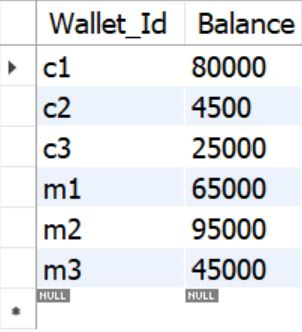 Wallet_Id Balance
c1 80000
c2 4500
c3 25000
m1 65000
m2 95000
m3 45000
NULL NULL